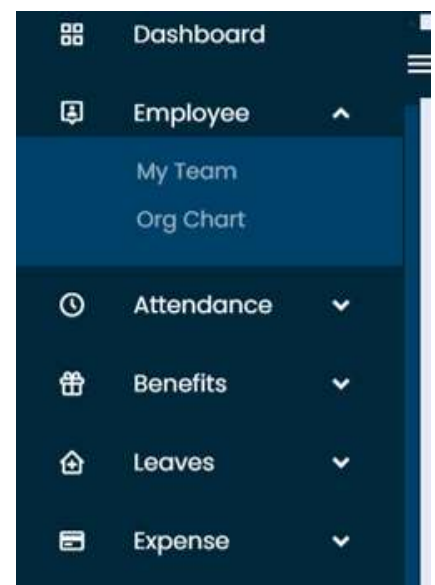 Dashboard
Employee
My Team
Org Chart
Attendance
Benefits
Leaves
Expense